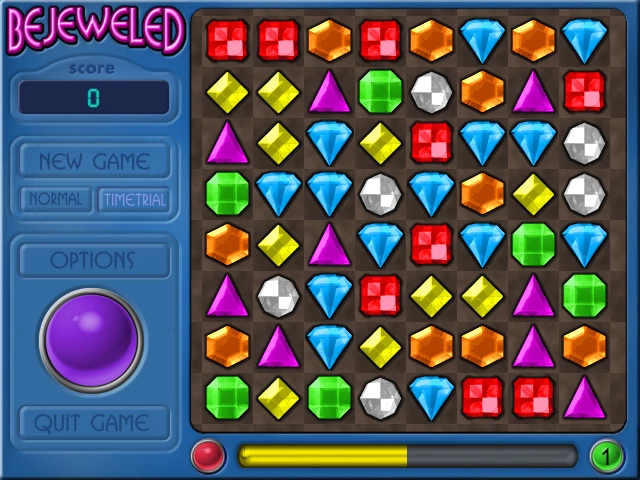 BEJEWELED
score
0
NEW GAME
NORMAL TIMETRIAL
OPTIONS
QUIT GAME
1